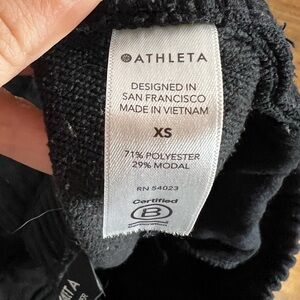 ATHLETA
DESIGNED IN
SAN FRANCISCO
MADE IN VIETNAM
XS
71% POLYESTER
29% MODAL
RN 54023
Certified
B